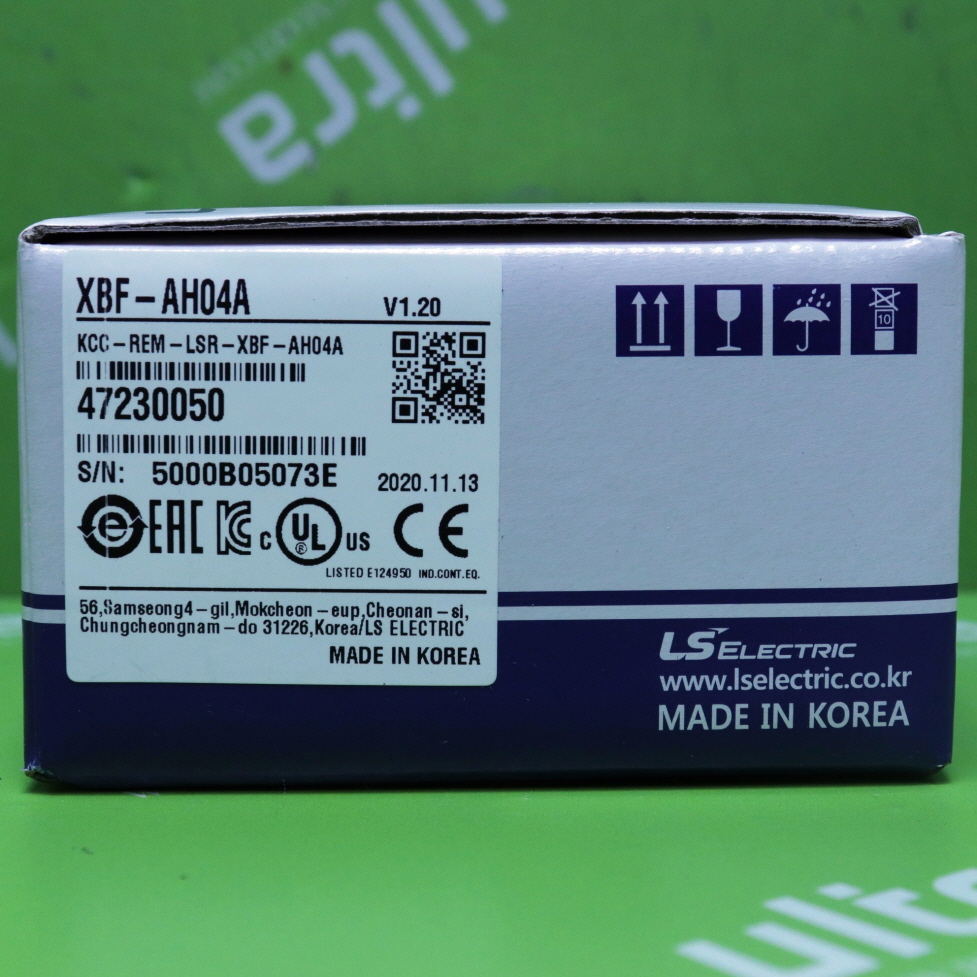 ultra
XBF-AH04A V1.20
KCC-REM-LSR-XBF-AH04A
47230050
S/N: 5000B05073E 2020.11.13
e EAC KC c UL ® US CE
LISTED E124950 IND.CONT.EQ.
56,Samseong4-gil,Mokcheon-eup,Cheonan-si,
Chungcheongnam-do 31226,Korea/LS ELECTRIC
MADE IN KOREA
10
LS ELECTRIC
www.lselectric.co.kr
MADE IN KOREA